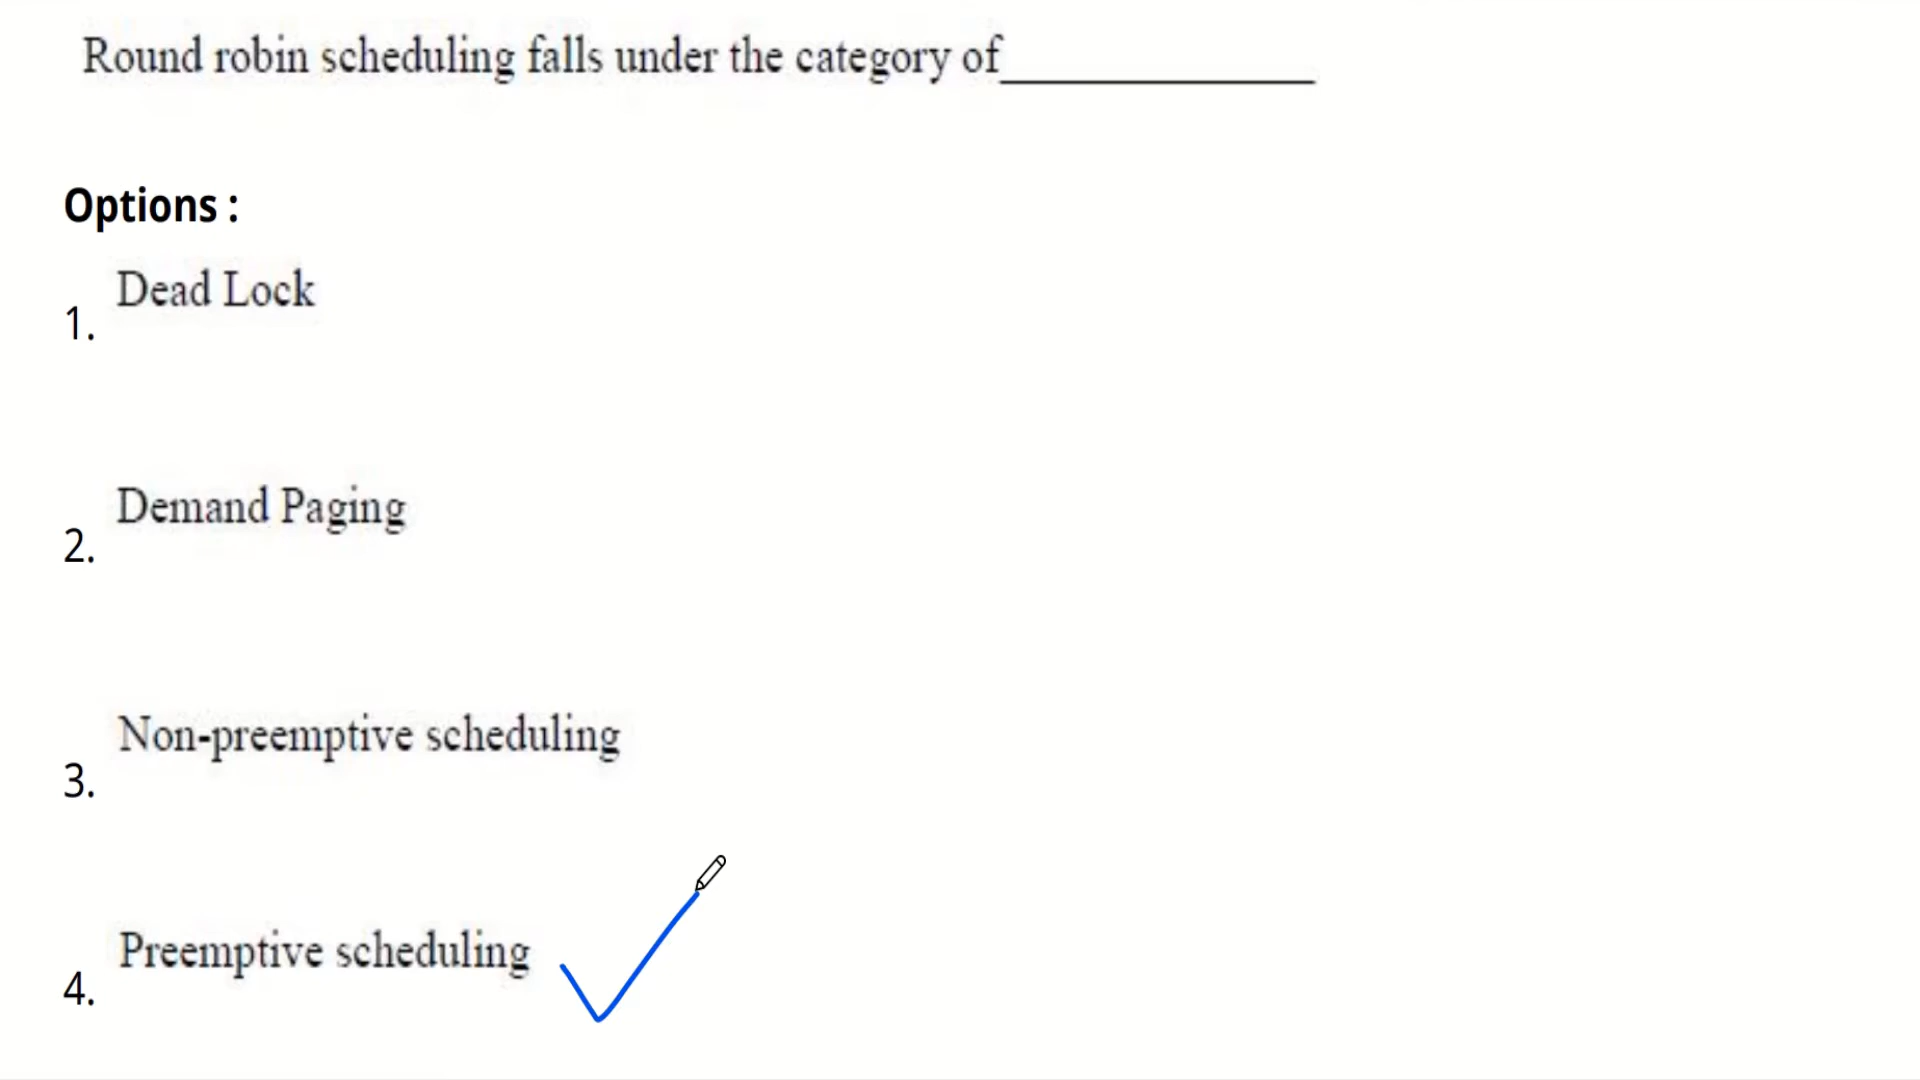 Round robin scheduling falls under the category of_____________
Options :
1. Dead Lock
2. Demand Paging
3. Non-preemptive scheduling
4. Preemptive scheduling